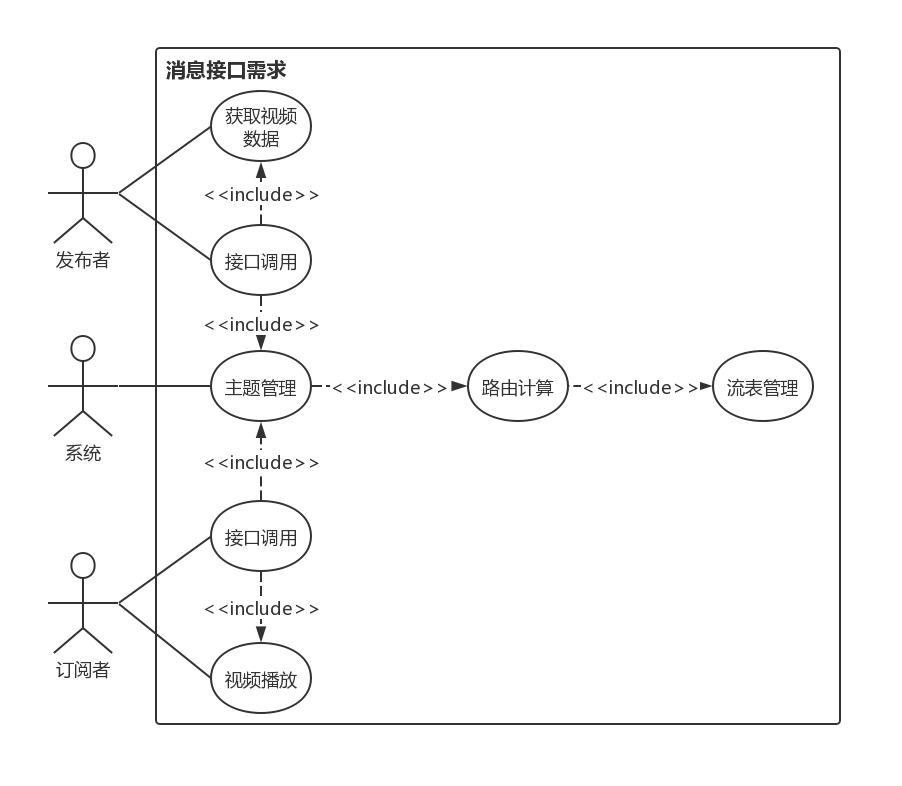 消息接口需求
获取视频
数据
<<include>>
发布者
接口调用
<<include>>
主题管理
<<include>>
路由计算
<<include>>
流表管理
系统
<<include>>
接口调用
<<include>>
订阅者
视频播放